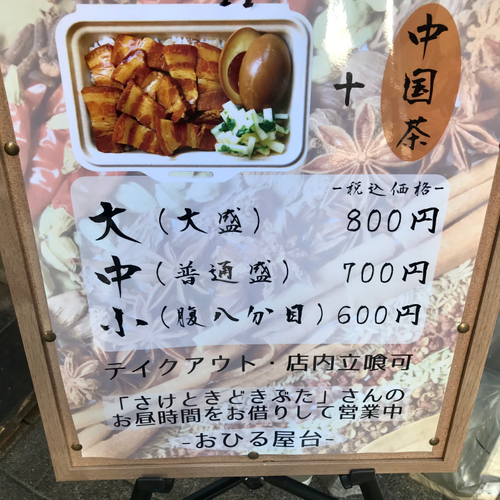 + 中国茶
-税込価格-
大 (大盛) 800円
中 (普通盛) 700円
小 (腹八分目) 600円
テイクアウト・店内立喰可
「さけときどきぶた」さんの
お昼時間をお借りして営業中
-おひる屋台-